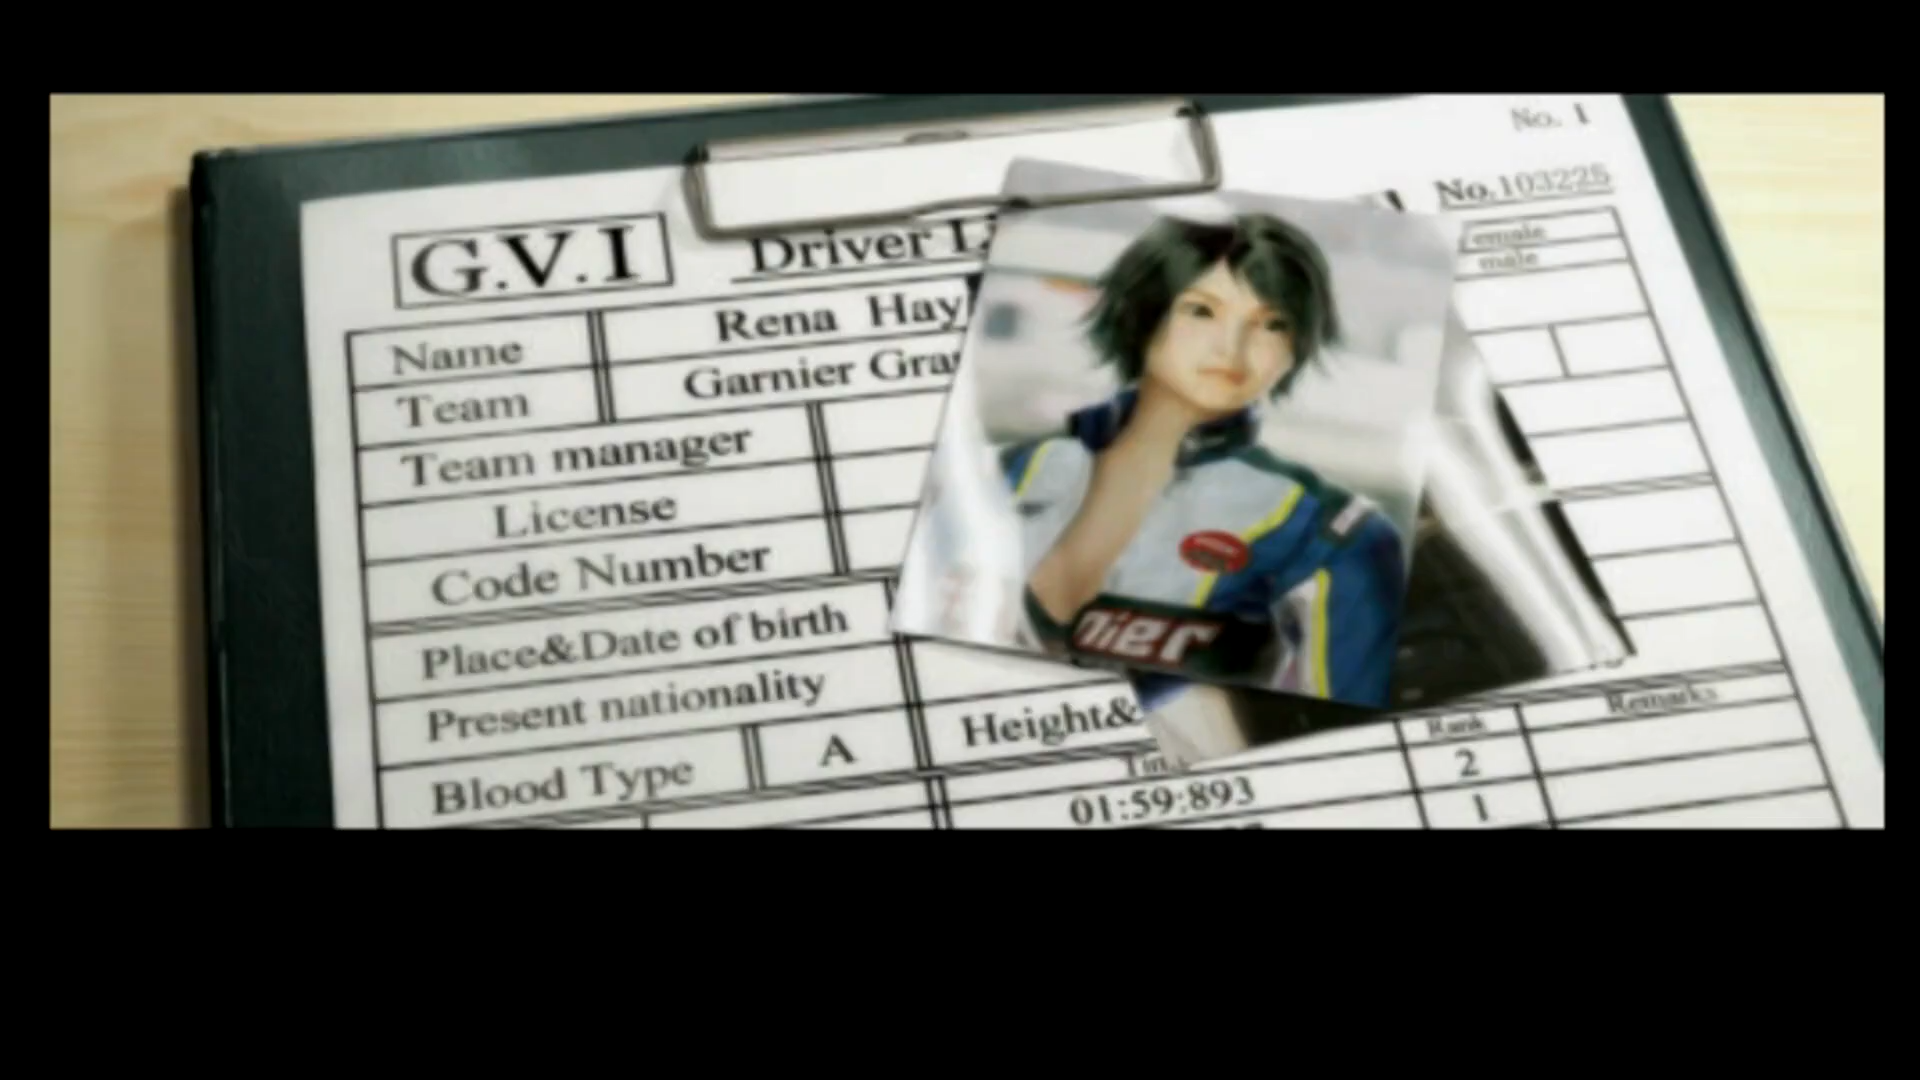 No. 1
No.103225
G.V.I
Driver
emale
male
Name
Rena Hay
Team
Garnier Gra
Team manager
License
Code Number
Place&Date of birth
Present nationality
Blood Type
A
Height&
Rank
Remarks
01:59:893
2
1
nier